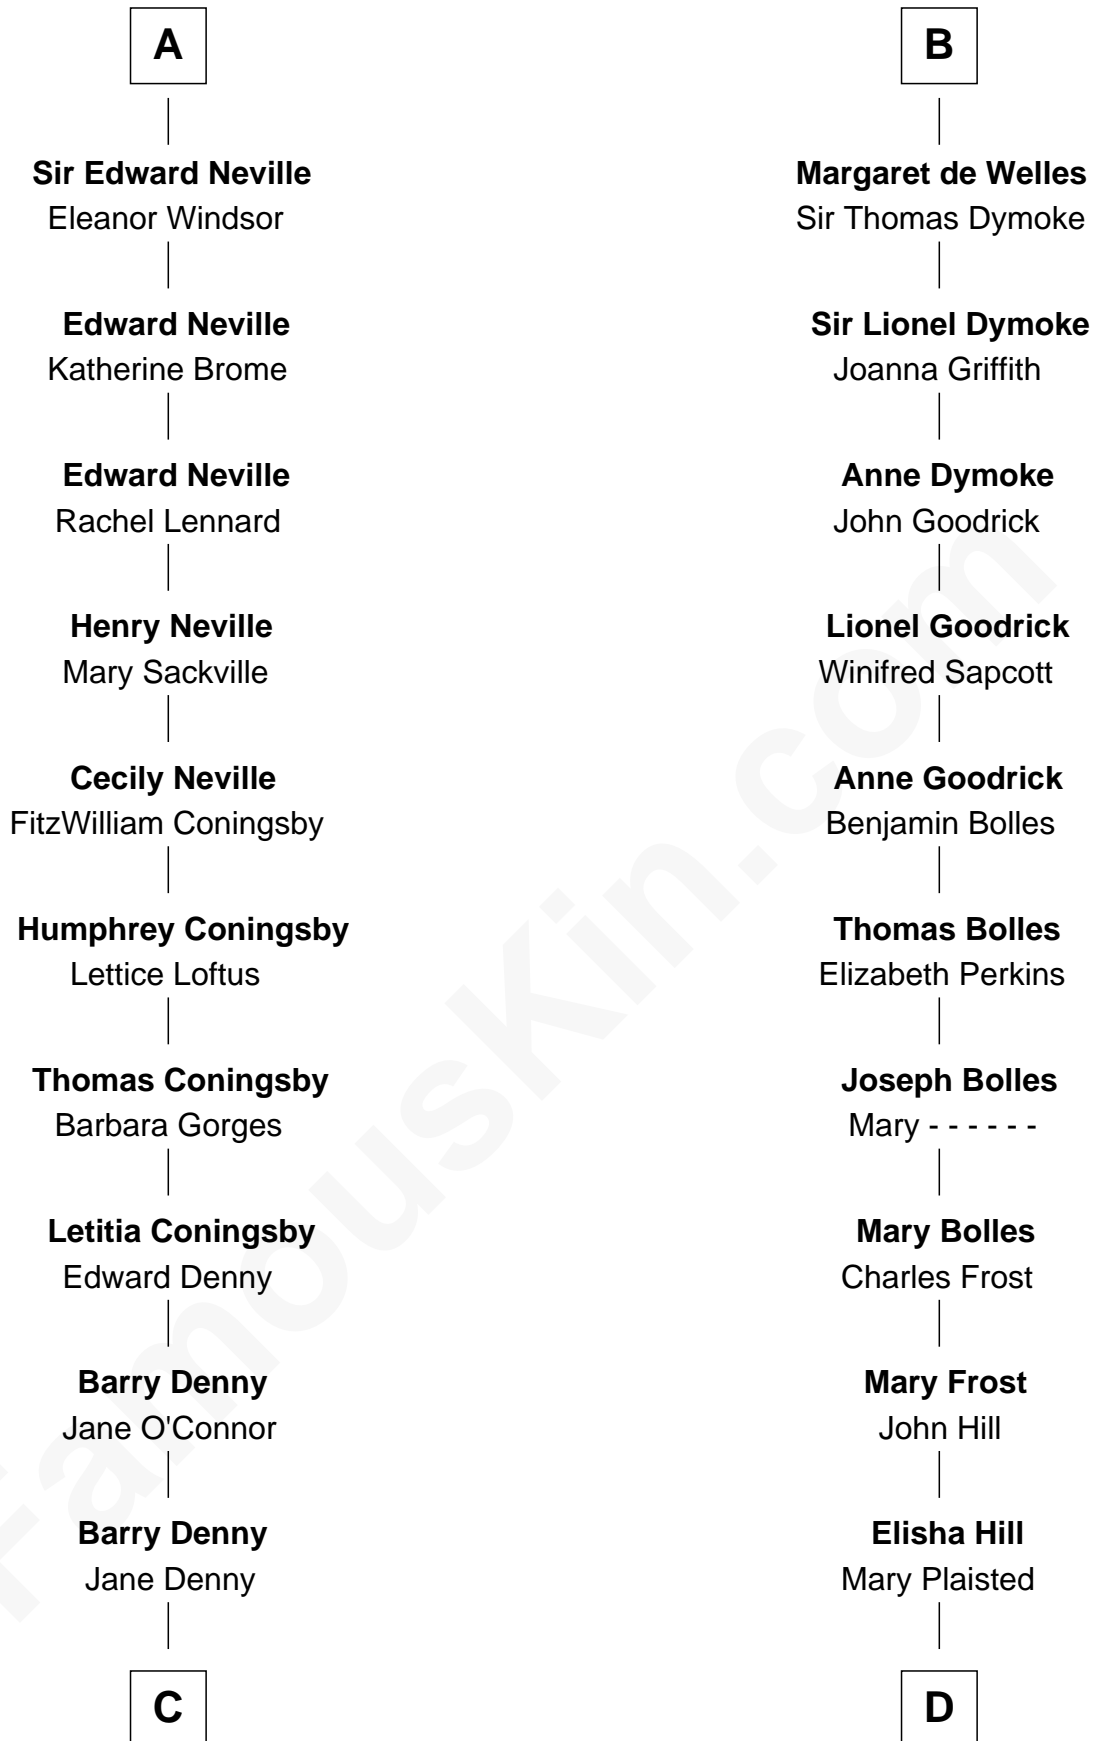 A
Sir Edward Neville
Eleanor Windsor
Edward Neville
Katherine Brome
Edward Neville
Rachel Lennard
Henry Neville
Mary Sackville
Cecily Neville
FitzWilliam Coningsby
Humphrey Coningsby
Lettice Loftus
Thomas Coningsby
Barbara Gorges
Letitia Coningsby
Edward Denny
Barry Denny
Jane O'Connor
Barry Denny
Jane Denny
C
B
Margaret de Welles
Sir Thomas Dymoke
Sir Lionel Dymoke
Joanna Griffith
Anne Dymoke
John Goodrick
Lionel Goodrick
Winifred Sapcott
Anne Goodrick
Benjamin Bolles
Thomas Bolles
Elizabeth Perkins
Joseph Bolles
Mary - - - - - -
Mary Bolles
Charles Frost
Mary Frost
John Hill
Elisha Hill
Mary Plaisted
D
FamousKin.com